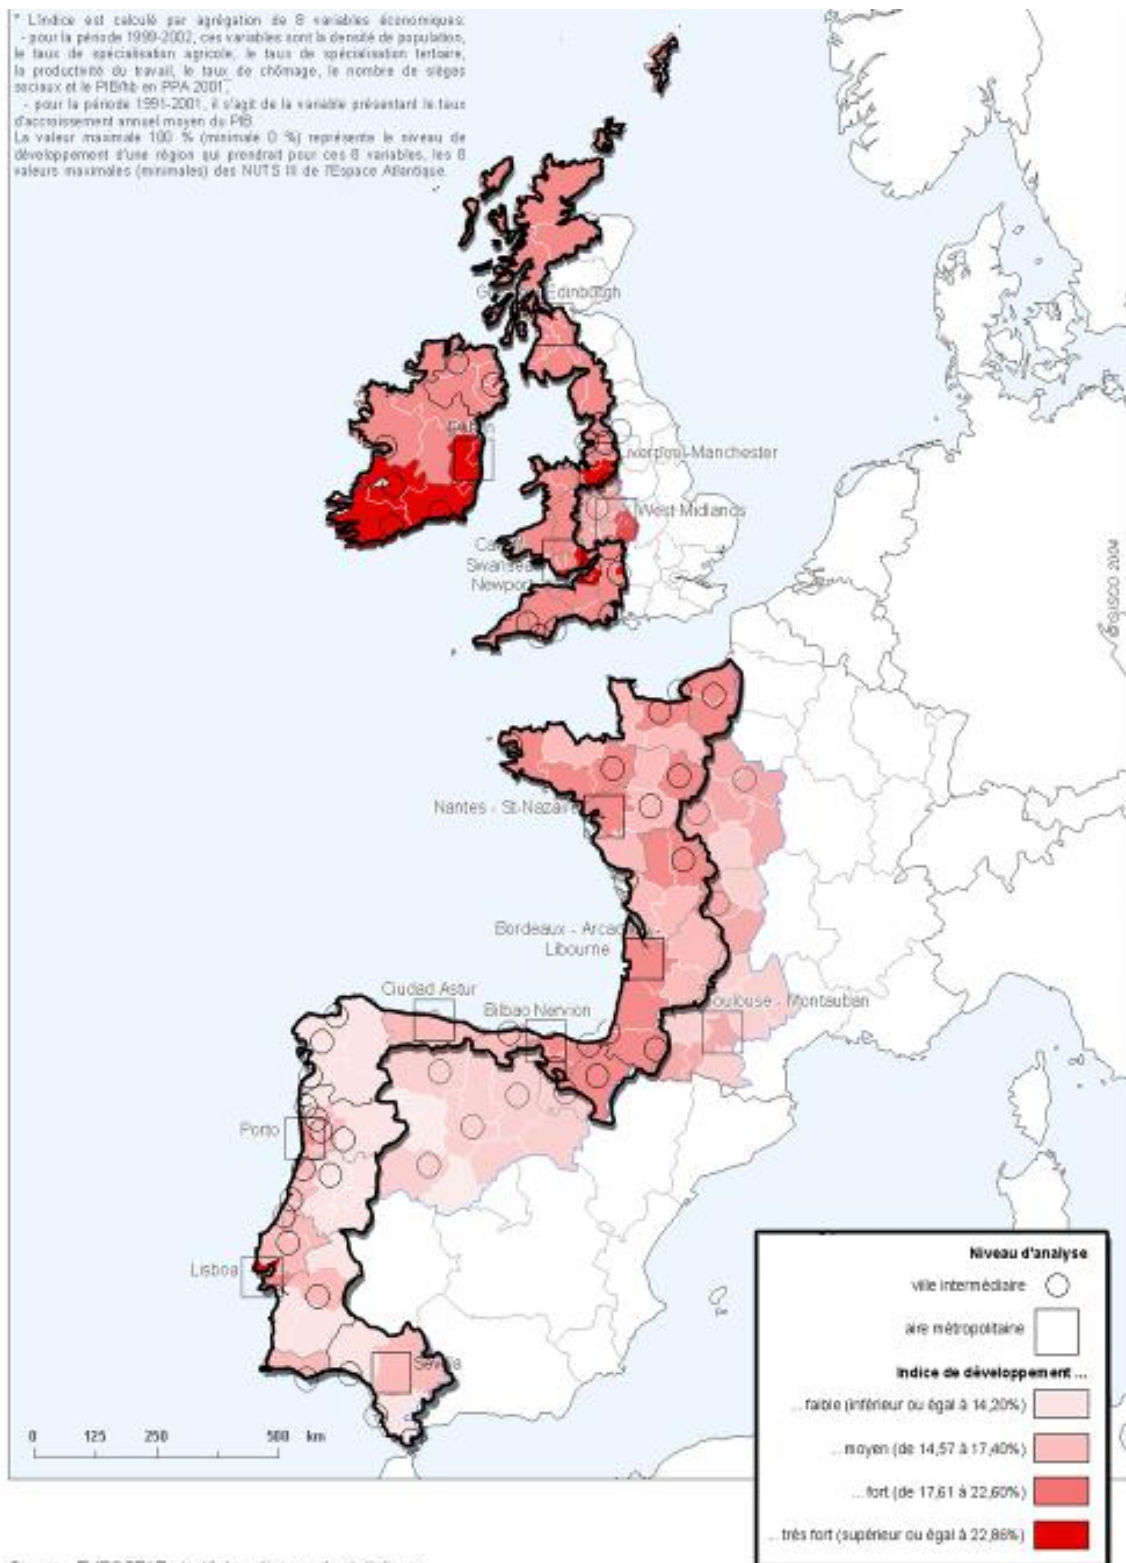 * L'indice est calculé par agrégation de 8 variables économiques:
- pour la période 1999-2002, ces variables sont la densité de population,
le taux de spécialisation agricole, le taux de spécialisation tertiaire,
la productivité du travail, le taux de chômage, le nombre de sièges
sociaux et le PIB/hb en PPA 2001,
- pour la période 1991-2001, il s'agit de la variable présentant le taux
d'accroissement annuel moyen du PIB.
La valeur maximale 100 % (minimale 0 %) représente le niveau de
développement d'une région qui prendrait pour ces 8 variables, les 8
valeurs maximales (minimales) des NUTS III de l'Espace Atlantique.
Edinburgh
Liverpool-Manchester
West Midlands
Swansea
Newport
©GISCO 2004
Nantes - St-Nazaire
Bordeaux - Arcachon -
Libourne
Ciudad Astur
Bilbao Nervion
Toulouse - Montauban
Porto
Lisboa
Sevilla
Niveau d'analyse
ville intermédiaire
aire métropolitaine
Indice de développement ...
... faible (inférieur ou égal à 14,20%)
... moyen (de 14,57 à 17,40%)
... fort (de 17,61 à 22,60%)
... très fort (supérieur ou égal à 22,86%)
0 125 250 500 km